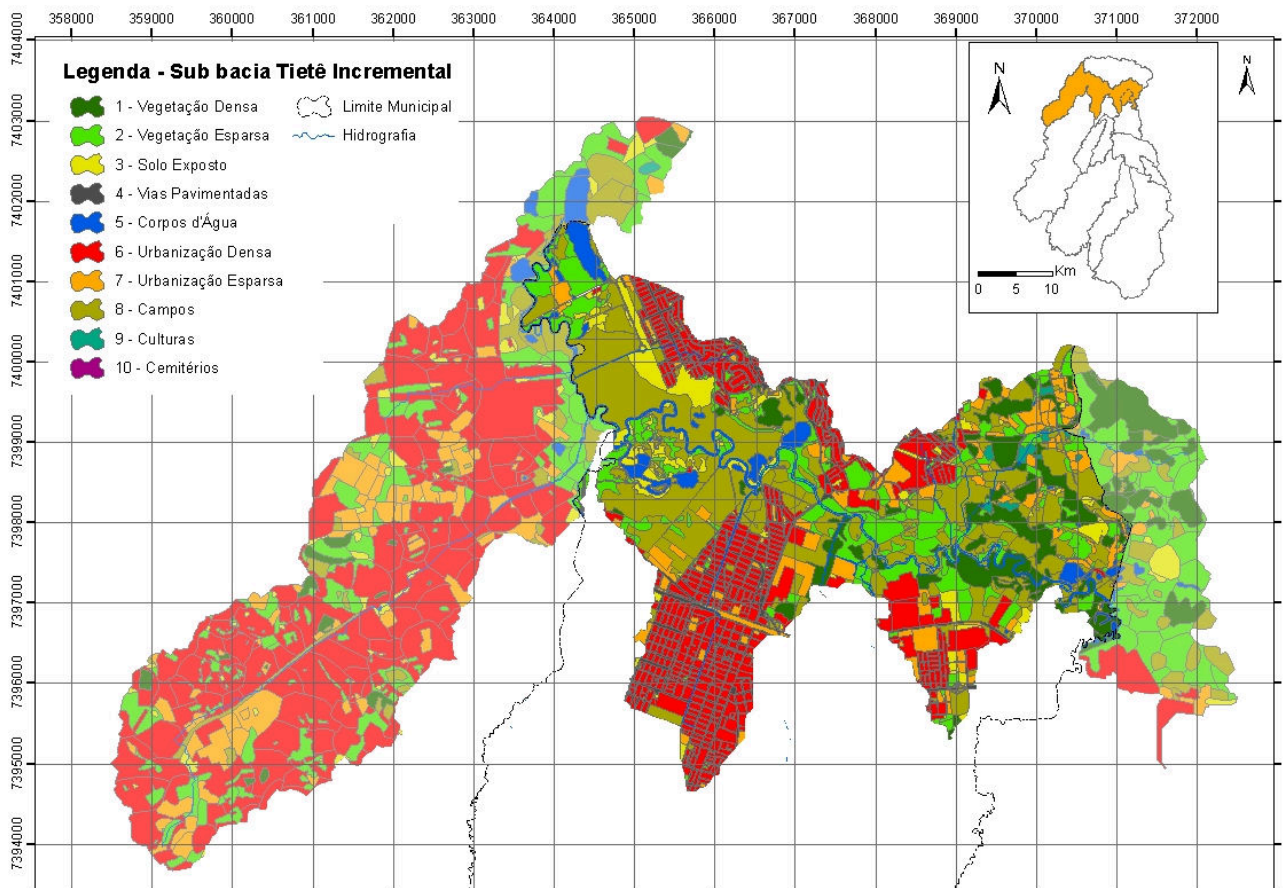 358000 359000 360000 361000 362000 363000 364000 365000 366000 367000 368000 369000 370000 371000 372000
7404000
7403000
7402000
7401000
7400000
7399000
7398000
7397000
7396000
7395000
7394000
Legenda - Sub bacia Tietê Incremental
1 - Vegetação Densa
2 - Vegetação Esparsa
3 - Solo Exposto
4 - Vias Pavimentadas
5 - Corpos d'Água
6 - Urbanização Densa
7 - Urbanização Esparsa
8 - Campos
9 - Culturas
10 - Cemitérios
Limite Municipal
Hidrografia
N
N
Km
0 5 10